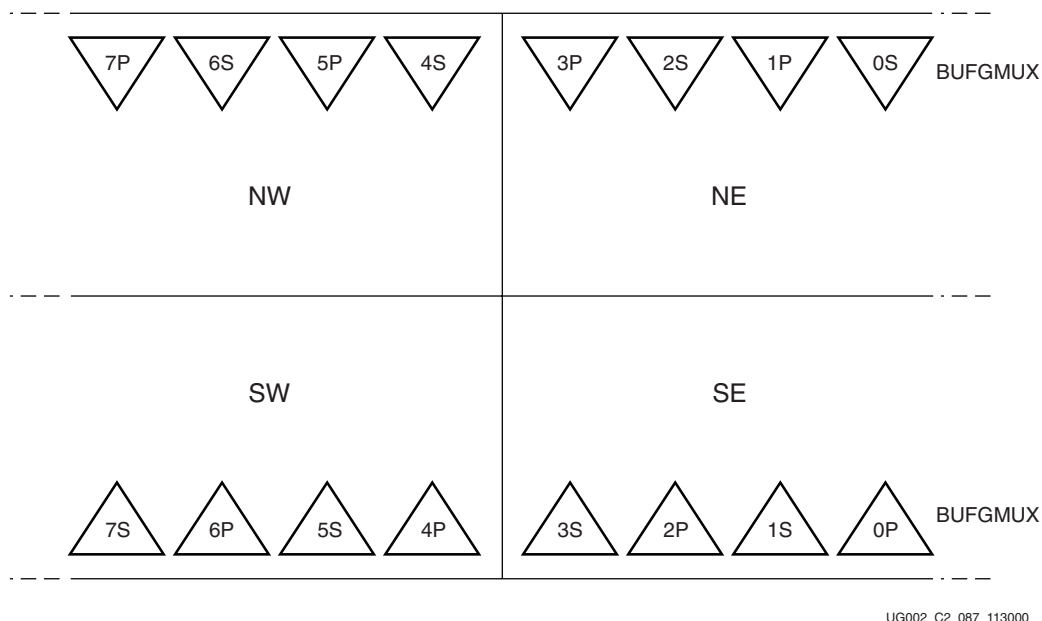 7P 6S 5P 4S 3P 2S 1P 0S BUFGMUX
NW NE
SW SE
7S 6P 5S 4P 3S 2P 1S 0P BUFGMUX
UG002_C2_087_113000